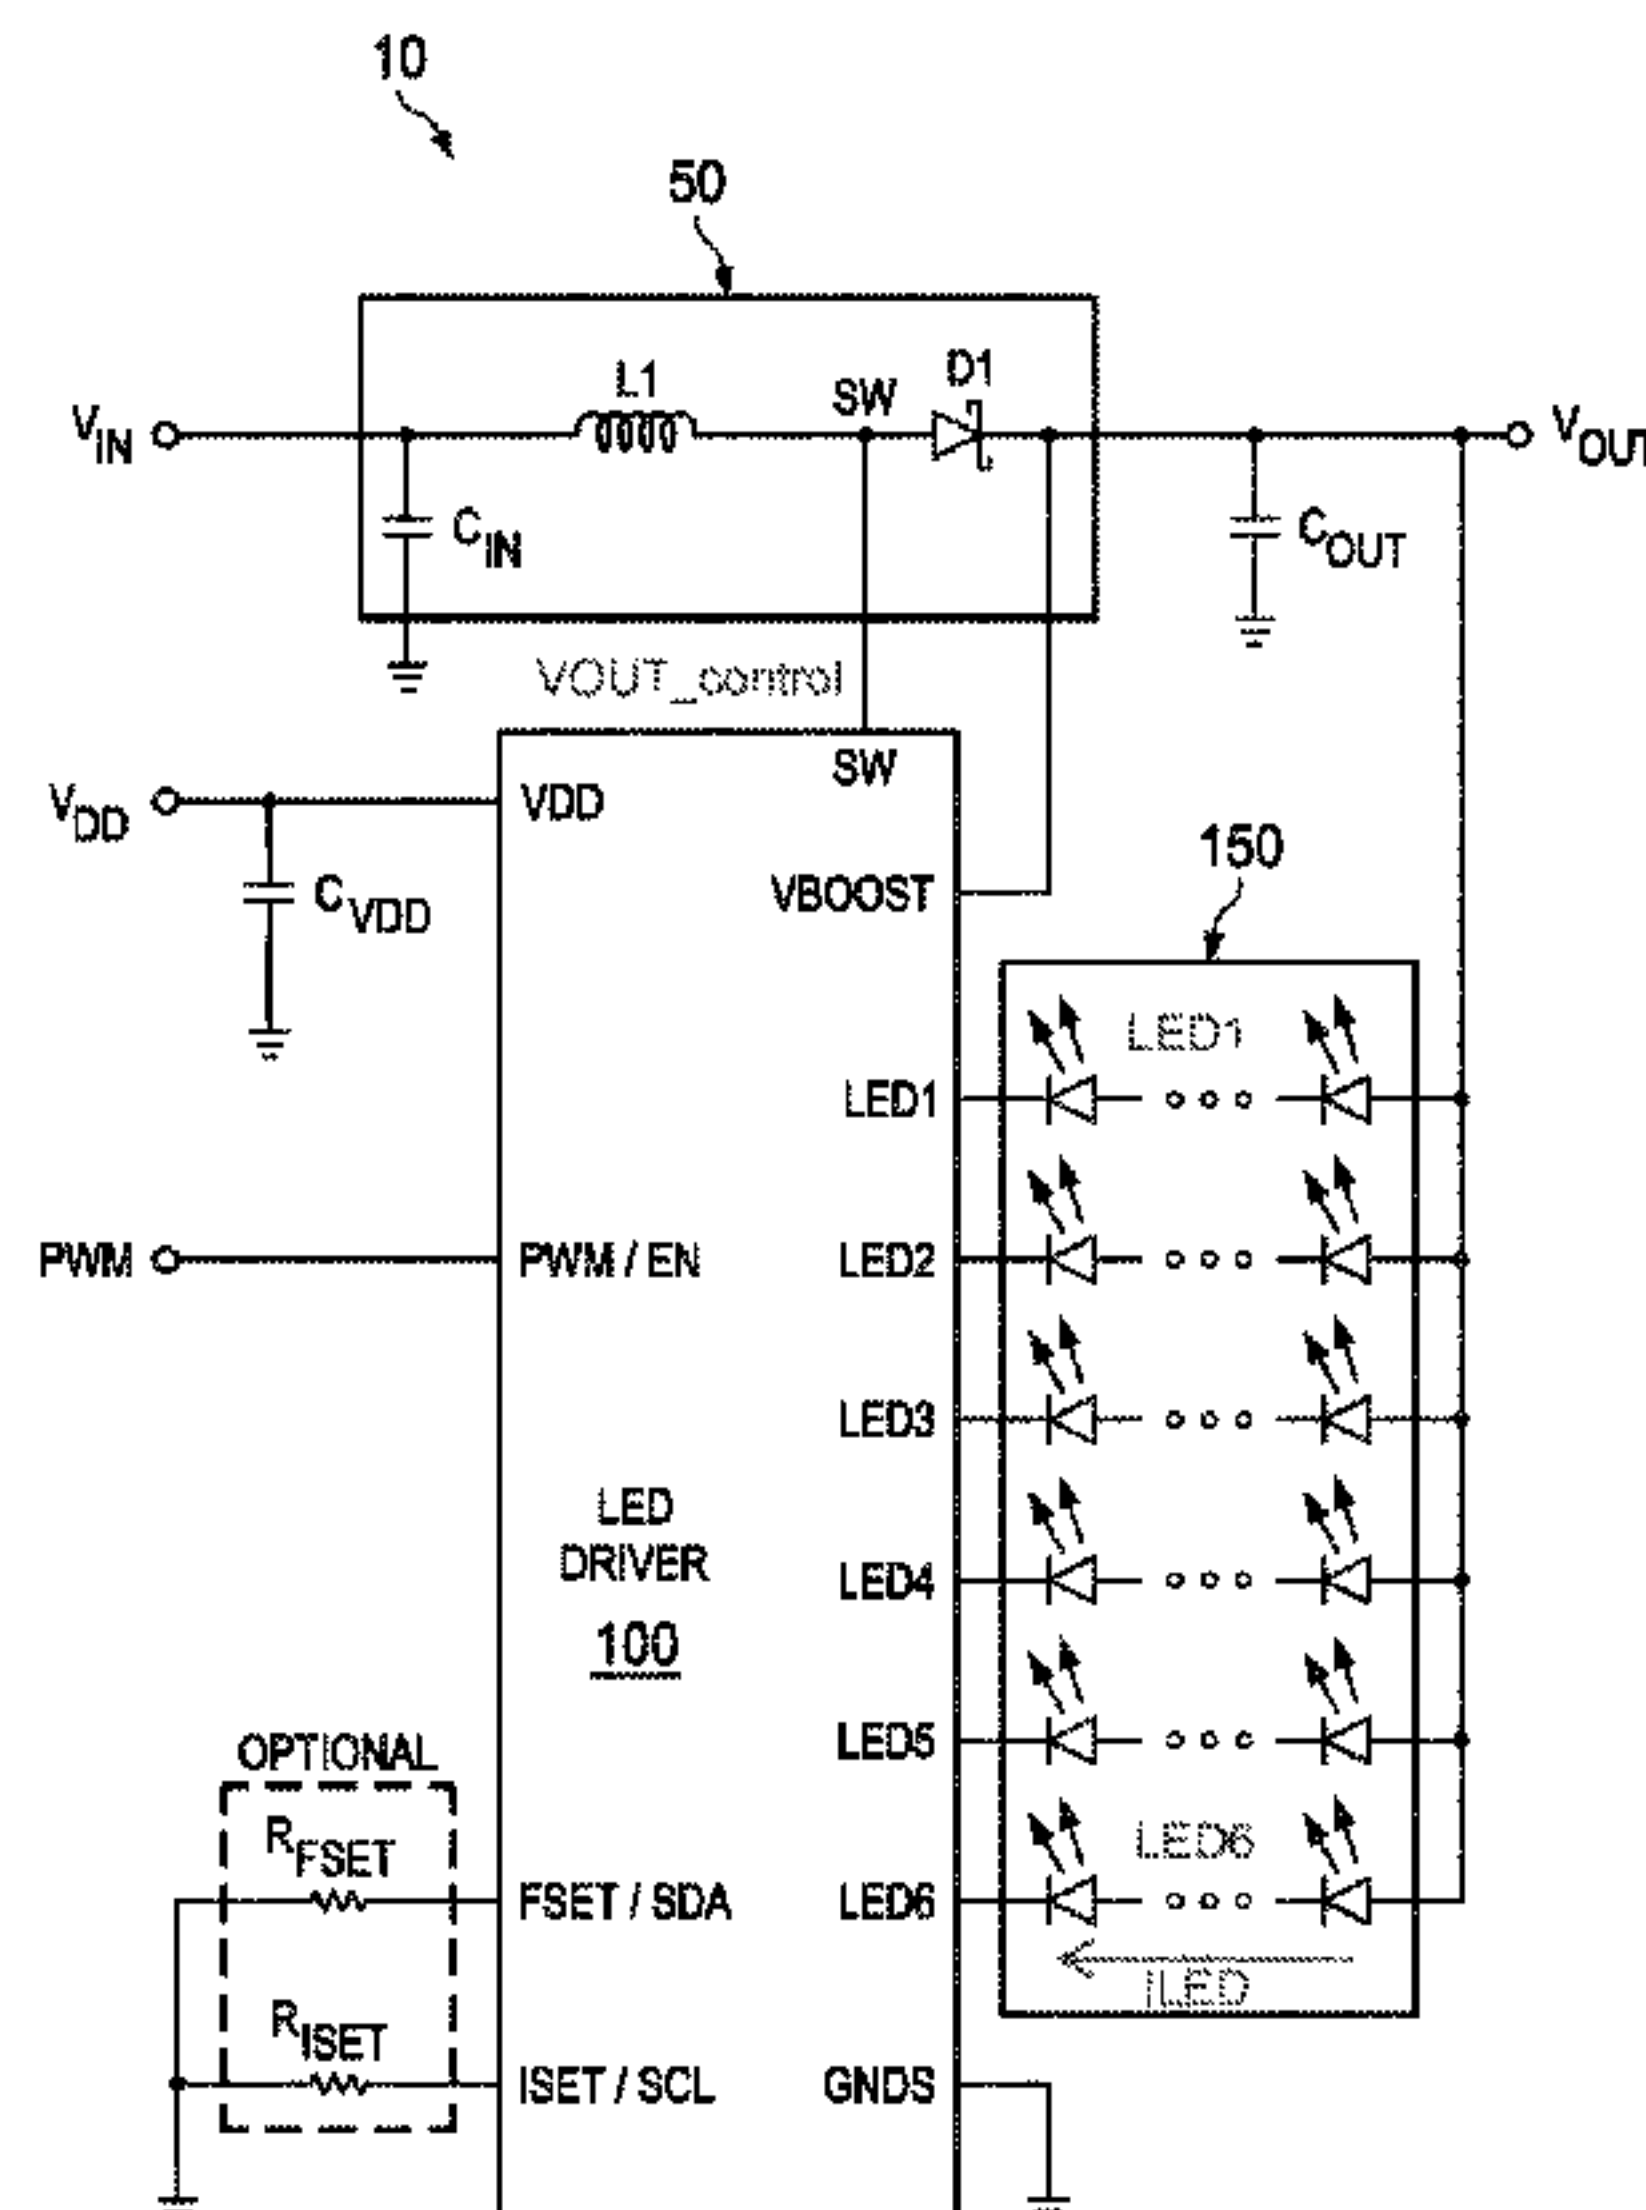 10
50
L1
SW
D1
VIN
VOUT
CIN
COUT
VOUT_control
SW
VDD
VDD
CVDD
VBOOST
150
LED1
LED1
PWM
PWM / EN
LED2
LED3
LED
DRIVER
100
LED4
LED5
OPTIONAL
RFSET
LED6
FSET / SDA
LED6
ILED
RISET
ISET / SCL
GNDS